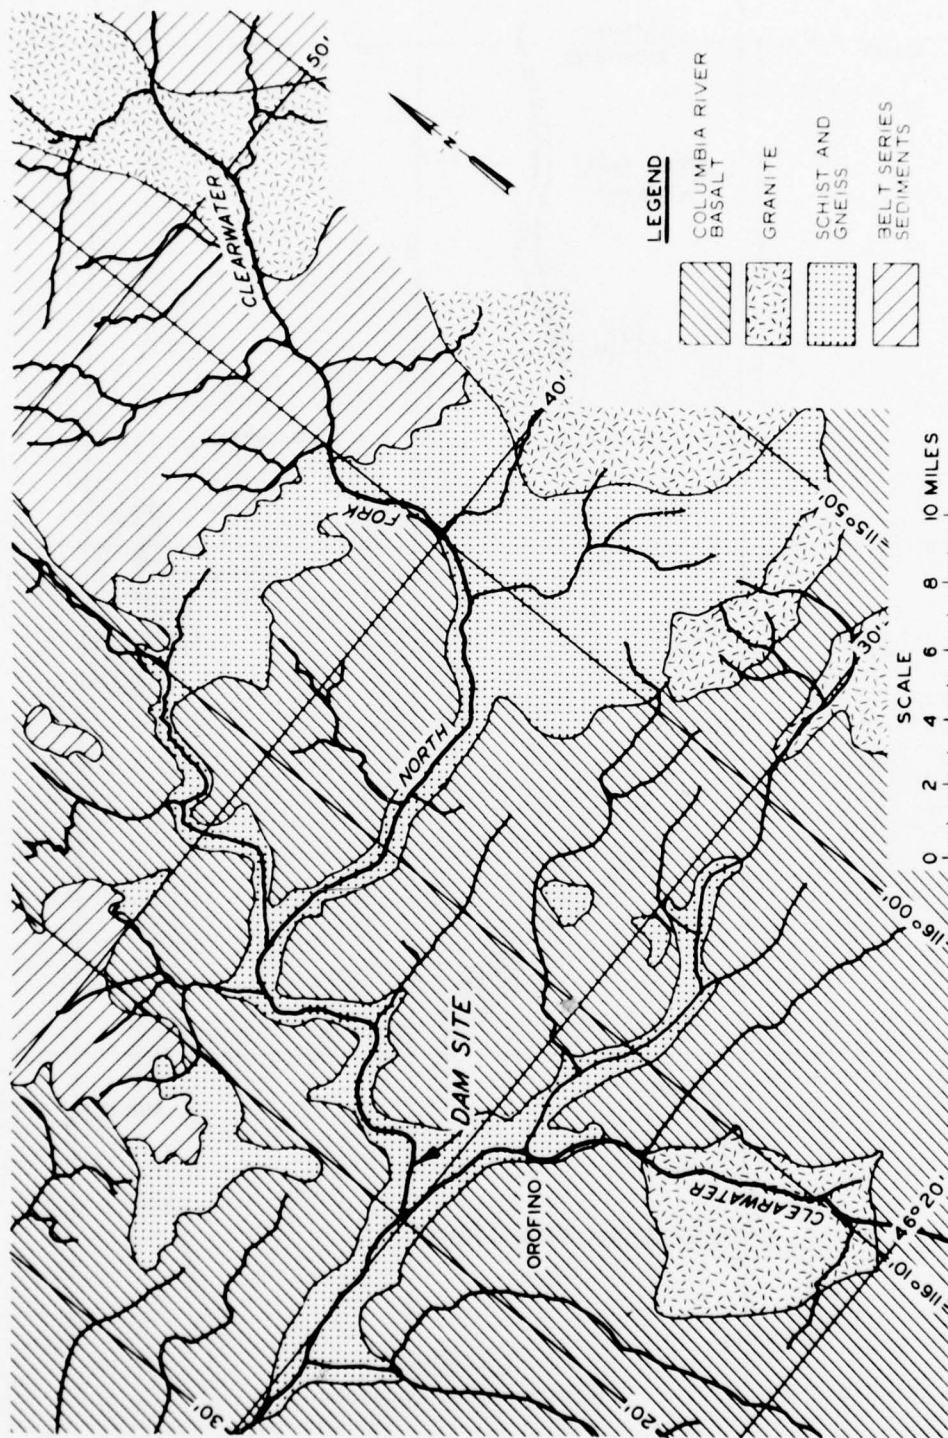 50'
CLEARWATER
N
LEGEND
COLUMBIA RIVER
BASALT
GRANITE
SCHIST AND
GNEISS
BELT SERIES
SEDIMENTS
40'
FORK
NORTH
115° 50'
30'
SCALE
0 2 4 6 8 10 MILES
116° 00'
DAM SITE
OROFINO
CLEARWATER
46° 20'
116° 10'
20'
30'